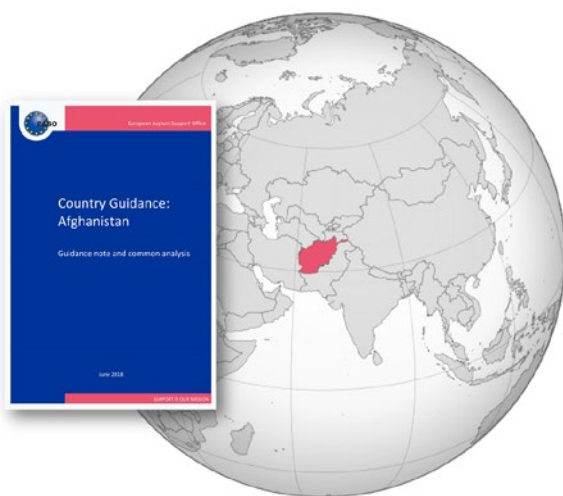 EASO
European Asylum Support Office
Country Guidance:
Afghanistan
Guidance note and common analysis
June 2018
SUPPORT IS OUR MISSION